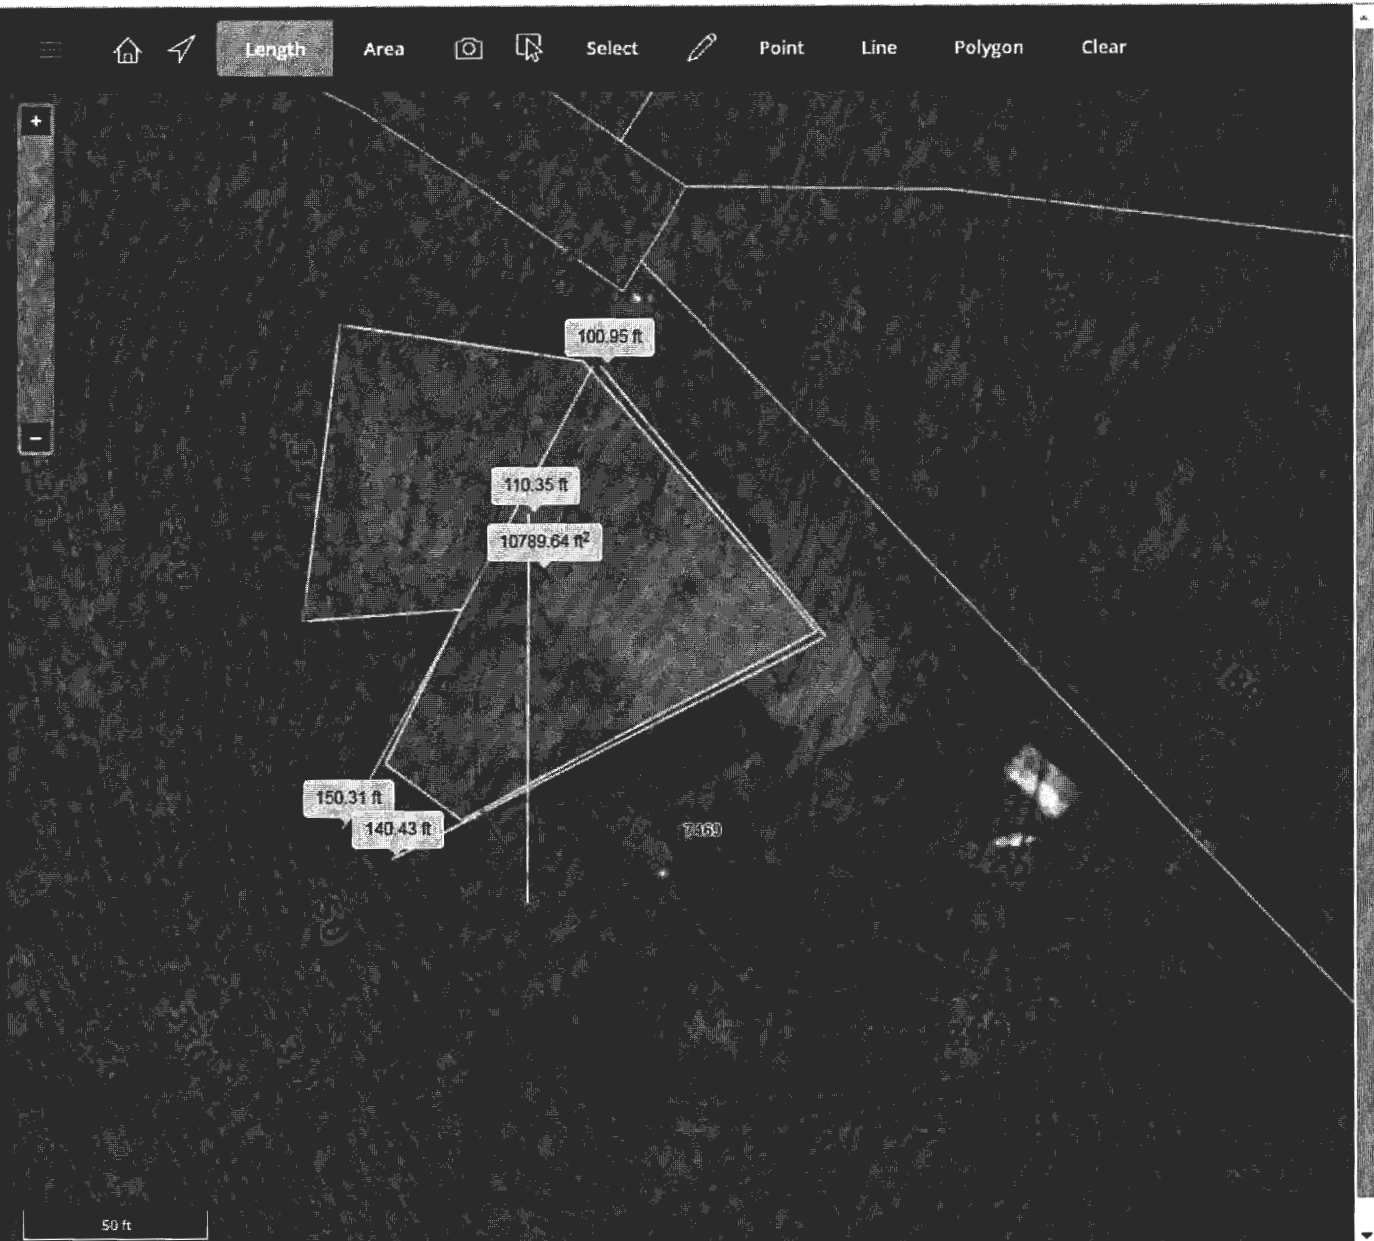 Length Area Select Point Line Polygon Clear
+
100.95 ft
110.35 ft
10789.64 ft²
−
150.31 ft
140.43 ft
7469
50 ft